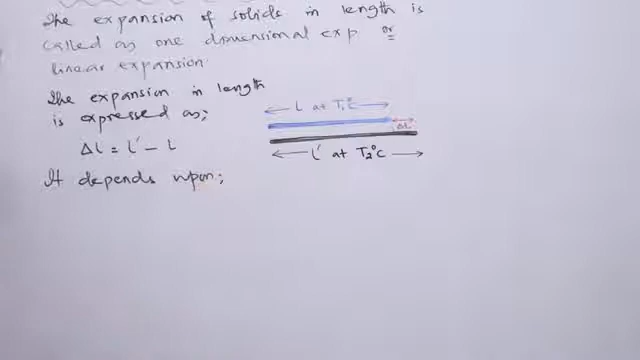 The expansion of solids in length is
called as one dimensional exp or
linear expansion
The expansion in length
is expressed as;
L at T₁°C
ΔL
Δl = l' - l
l' at T₂°C
It depends upon;